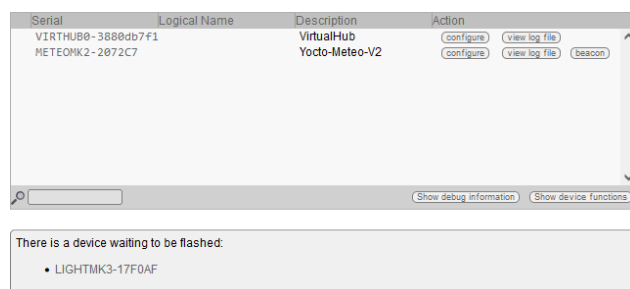 Serial Logical Name Description Action
VIRTHUB0-3880db7f1 VirtualHub configure view log file
METEOMK2-2072C7 Yocto-Meteo-V2 configure view log file beacon
Show debug information Show device functions
There is a device waiting to be flashed:
• LIGHTMK3-17F0AF